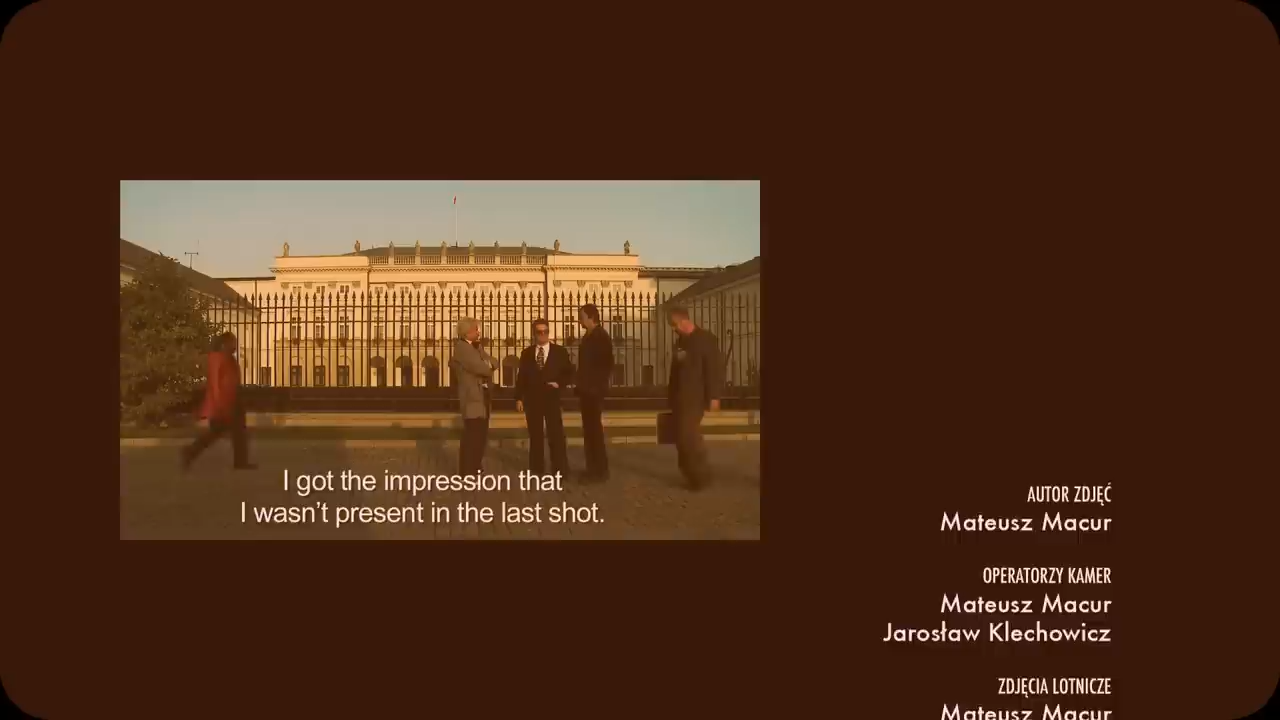 I got the impression that
I wasn't present in the last shot.
AUTOR ZDJĘĆ
Mateusz Macur
OPERATORZY KAMER
Mateusz Macur
Jarosław Klechowicz
ZDJĘCIA LOTNICZE
Mateusz Macur